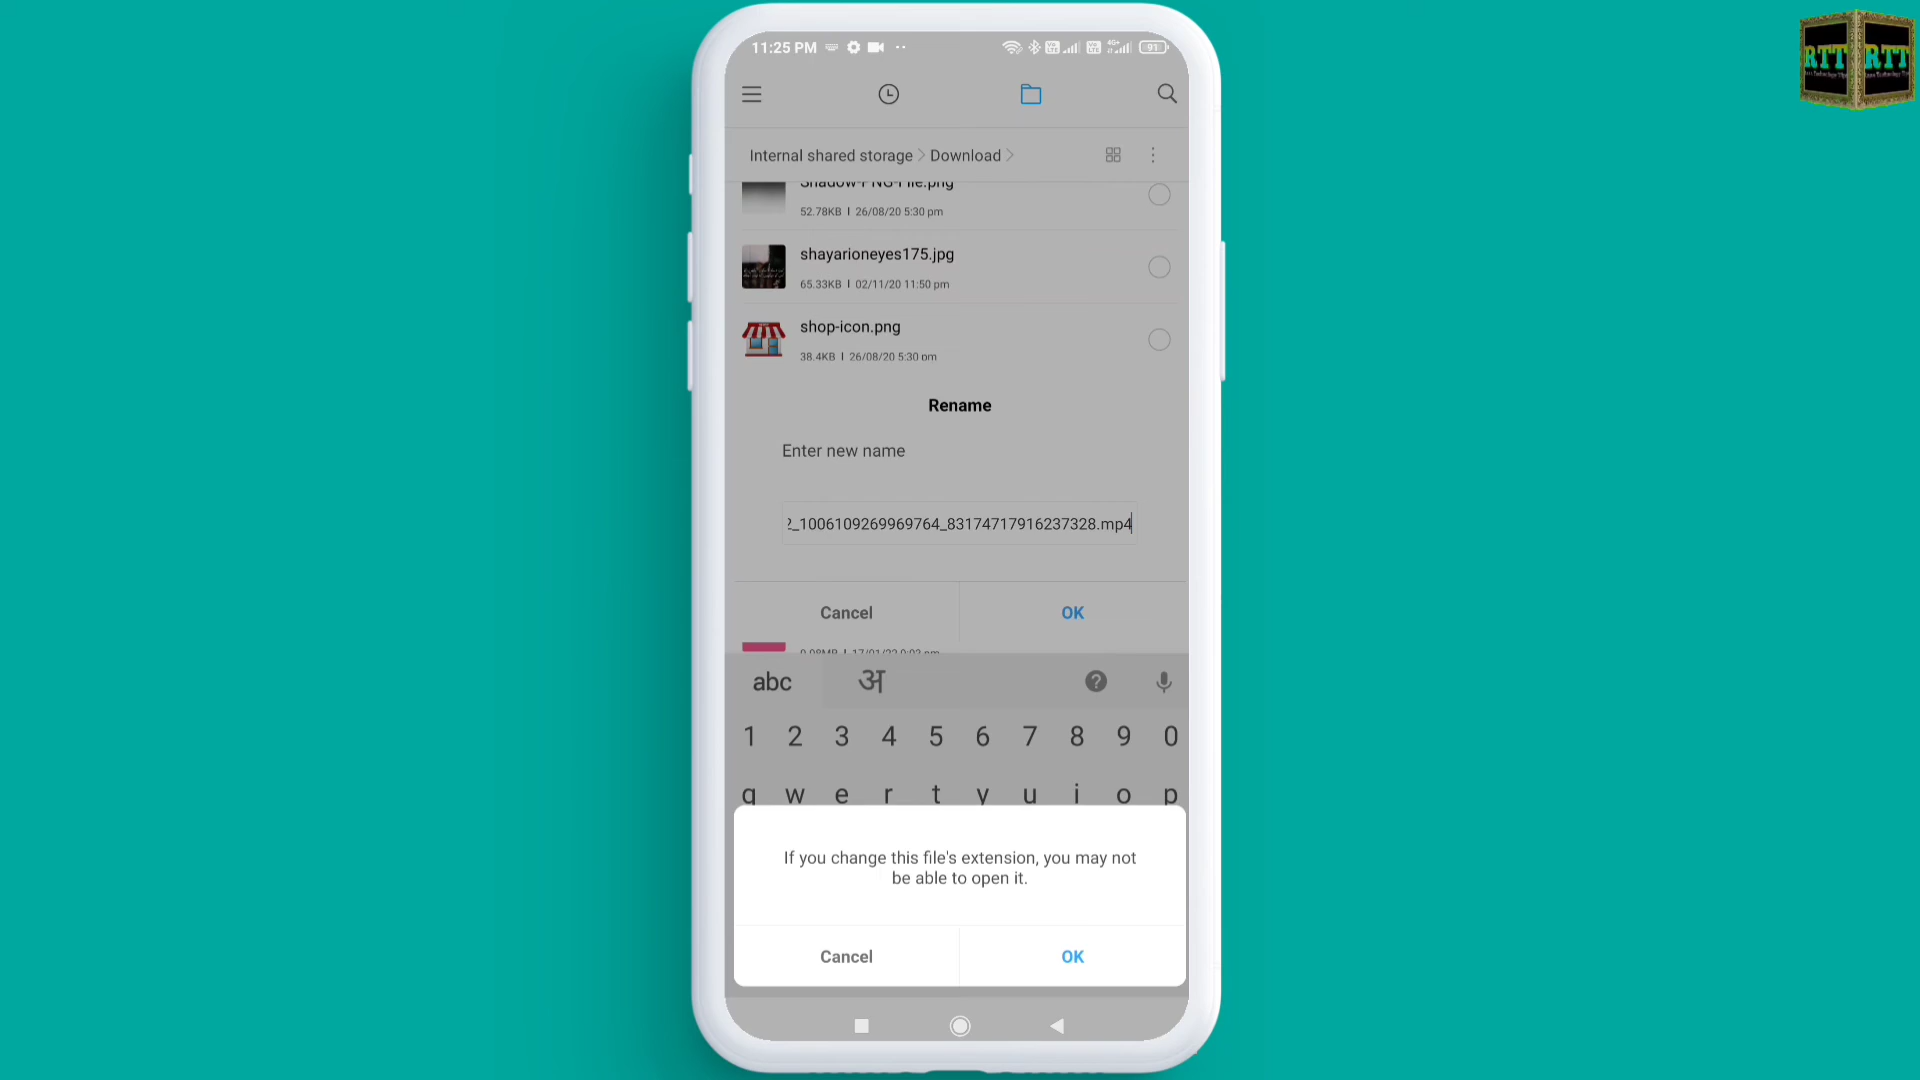 11:25 PM
91
RTT RTT
Internal shared storage > Download >
Shadow-PNG-File.png
52.78KB | 26/08/20 5:30 pm
shayarioneyes175.jpg
65.33KB | 02/11/20 11:50 pm
shop-icon.png
38.4KB | 26/08/20 5:30 pm
Rename
Enter new name
2_1006109269969764_83174717916237328.mp4
Cancel OK
abc अ
1 2 3 4 5 6 7 8 9 0
q w e r t y u i o p
If you change this file's extension, you may not
be able to open it.
Cancel OK